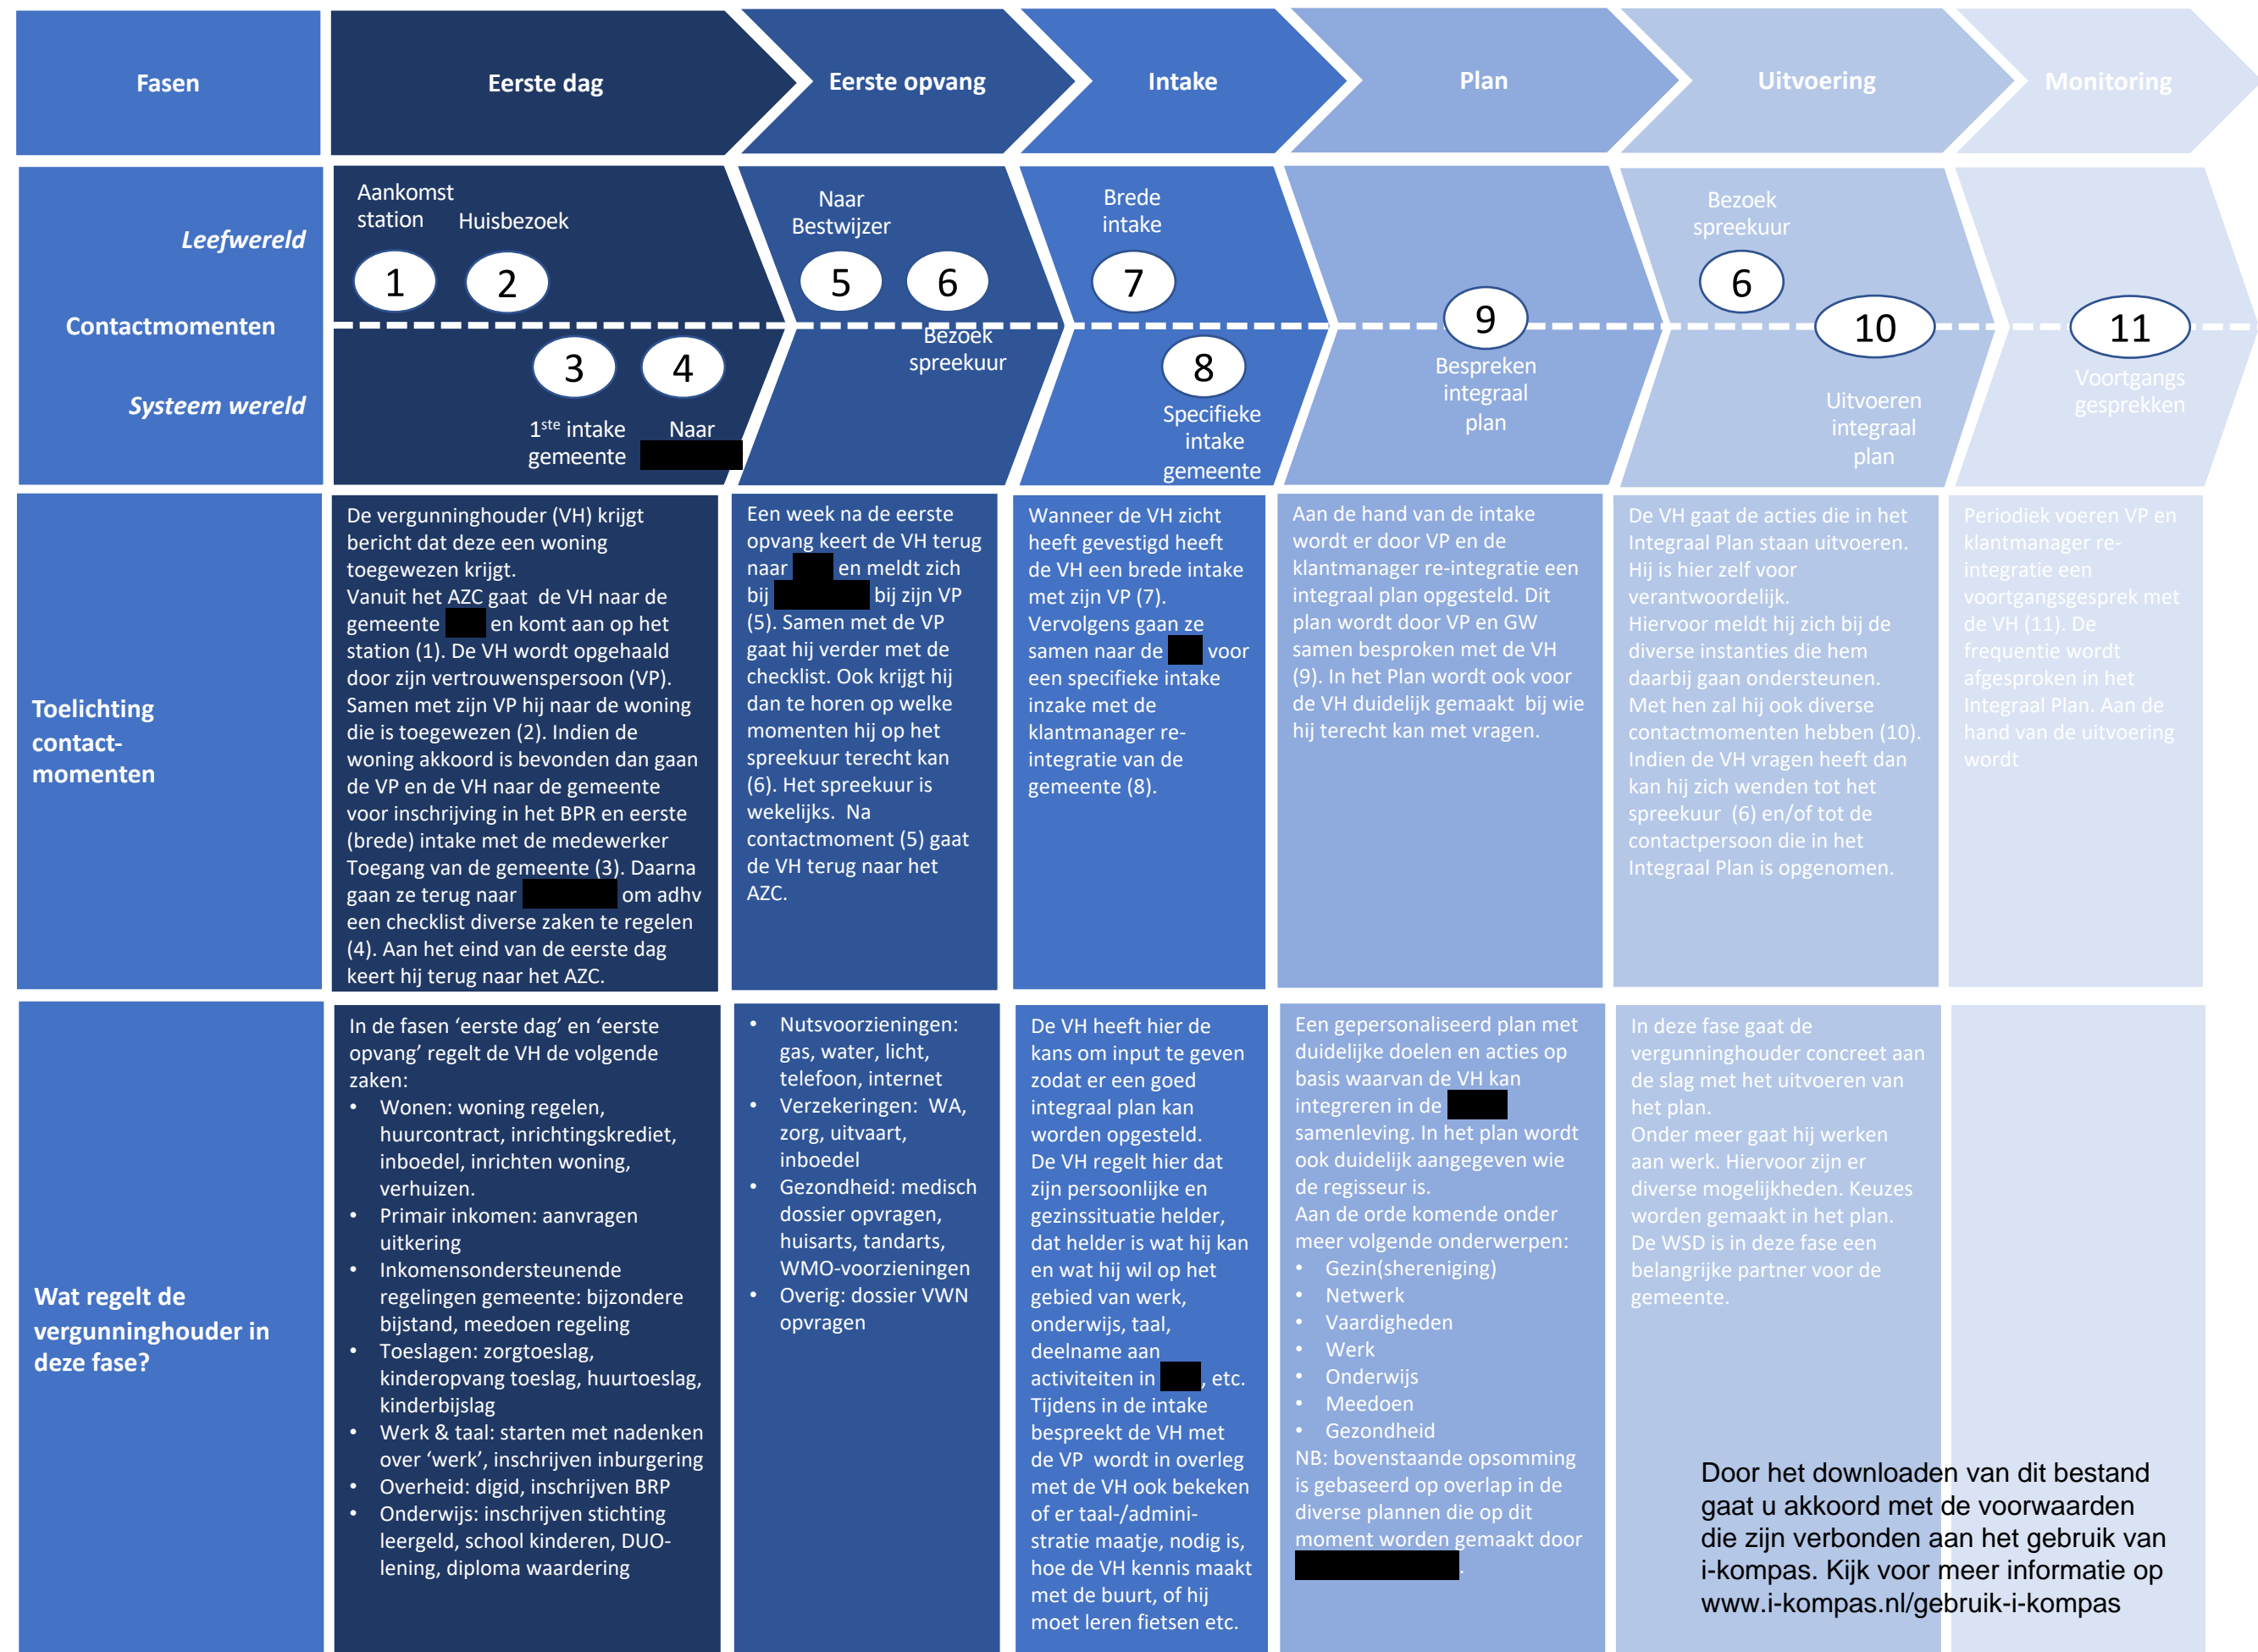 Fasen
Eerste dag
Eerste opvang
Intake
Plan
Uitvoering
Monitoring
Leefwereld
Contactmomenten
Systeem wereld
Aankomst
station
Huisbezoek
1
2
3
4
1ste intake
gemeente
Naar
Naar
Bestwijzer
5
6
Bezoek
spreekuur
Brede
intake
7
8
Specifieke
intake
gemeente
9
Bespreken
integraal
plan
Bezoek
spreekuur
6
10
Uitvoeren
integraal
plan
11
Voortgangs
gesprekken
Toelichting
contact-
momenten
De vergunninghouder (VH) krijgt
bericht dat deze een woning
toegewezen krijgt.
Vanuit het AZC gaat de VH naar de
gemeente en komt aan op het
station (1). De VH wordt opgehaald
door zijn vertrouwenspersoon (VP).
Samen met zijn VP hij naar de woning
die is toegewezen (2). Indien de
woning akkoord is bevonden dan gaan
de VP en de VH naar de gemeente
voor inschrijving in het BPR en eerste
(brede) intake met de medewerker
Toegang van de gemeente (3). Daarna
gaan ze terug naar om adhv
een checklist diverse zaken te regelen
(4). Aan het eind van de eerste dag
keert hij terug naar het AZC.
Een week na de eerste
opvang keert de VH terug
naar en meldt zich
bij bij zijn VP
(5). Samen met de VP
gaat hij verder met de
checklist. Ook krijgt hij
dan te horen op welke
momenten hij op het
spreekuur terecht kan
(6). Het spreekuur is
wekelijks. Na
contactmoment (5) gaat
de VH terug naar het
AZC.
Wanneer de VH zicht
heeft gevestigd heeft
de VH een brede intake
met zijn VP (7).
Vervolgens gaan ze
samen naar de voor
een specifieke intake
inzake met de
klantmanager re-
integratie van de
gemeente (8).
Aan de hand van de intake
wordt er door VP en de
klantmanager re-integratie een
integraal plan opgesteld. Dit
plan wordt door VP en GW
samen besproken met de VH
(9). In het Plan wordt ook voor
de VH duidelijk gemaakt bij wie
hij terecht kan met vragen.
De VH gaat de acties die in het
Integraal Plan staan uitvoeren.
Hij is hier zelf voor
verantwoordelijk.
Hiervoor meldt hij zich bij de
diverse instanties die hem
daarbij gaan ondersteunen.
Met hen zal hij ook diverse
contactmomenten hebben (10).
Indien de VH vragen heeft dan
kan hij zich wenden tot het
spreekuur (6) en/of tot de
contactpersoon die in het
Integraal Plan is opgenomen.
Periodiek voeren VP en
klantmanager re-
integratie een
voortgangsgesprek met
de VH (11). De
frequentie wordt
afgesproken in het
Integraal Plan. Aan de
hand van de uitvoering
wordt
Wat regelt de
vergunninghouder in
deze fase?
In de fasen ‘eerste dag’ en ‘eerste
opvang’ regelt de VH de volgende
zaken:
• Wonen: woning regelen,
huurcontract, inrichtingskrediet,
inboedel, inrichten woning,
verhuizen.
• Primair inkomen: aanvragen
uitkering
• Inkomensondersteunende
regelingen gemeente: bijzondere
bijstand, meedoen regeling
• Toeslagen: zorgtoeslag,
kinderopvang toeslag, huurtoeslag,
kinderbijslag
• Werk & taal: starten met nadenken
over ‘werk’, inschrijven inburgering
• Overheid: digid, inschrijven BRP
• Onderwijs: inschrijven stichting
leergeld, school kinderen, DUO-
lening, diploma waardering
• Nutsvoorzieningen:
gas, water, licht,
telefoon, internet
• Verzekeringen: WA,
zorg, uitvaart,
inboedel
• Gezondheid: medisch
dossier opvragen,
huisarts, tandarts,
WMO-voorzieningen
• Overig: dossier VWN
opvragen
De VH heeft hier de
kans om input te geven
zodat er een goed
integraal plan kan
worden opgesteld.
De VH regelt hier dat
zijn persoonlijke en
gezinssituatie helder,
dat helder is wat hij kan
en wat hij wil op het
gebied van werk,
onderwijs, taal,
deelname aan
activiteiten in , etc.
Tijdens in de intake
bespreekt de VH met
de VP wordt in overleg
met de VH ook bekeken
of er taal-/admini-
stratie maatje, nodig is,
hoe de VH kennis maakt
met de buurt, of hij
moet leren fietsen etc.
Een gepersonaliseerd plan met
duidelijke doelen en acties op
basis waarvan de VH kan
integreren in de
samenleving. In het plan wordt
ook duidelijk aangegeven wie
de regisseur is.
Aan de orde komende onder
meer volgende onderwerpen:
• Gezin(shereniging)
• Netwerk
• Vaardigheden
• Werk
• Onderwijs
• Meedoen
• Gezondheid
NB: bovenstaande opsomming
is gebaseerd op overlap in de
diverse plannen die op dit
moment worden gemaakt door
.
In deze fase gaat de
vergunninghouder concreet aan
de slag met het uitvoeren van
het plan.
Onder meer gaat hij werken
aan werk. Hiervoor zijn er
diverse mogelijkheden. Keuzes
worden gemaakt in het plan.
De WSD is in deze fase een
belangrijke partner voor de
gemeente.
Door het downloaden van dit bestand
gaat u akkoord met de voorwaarden
die zijn verbonden aan het gebruik van
i-kompas. Kijk voor meer informatie op
www.i-kompas.nl/gebruik-i-kompas